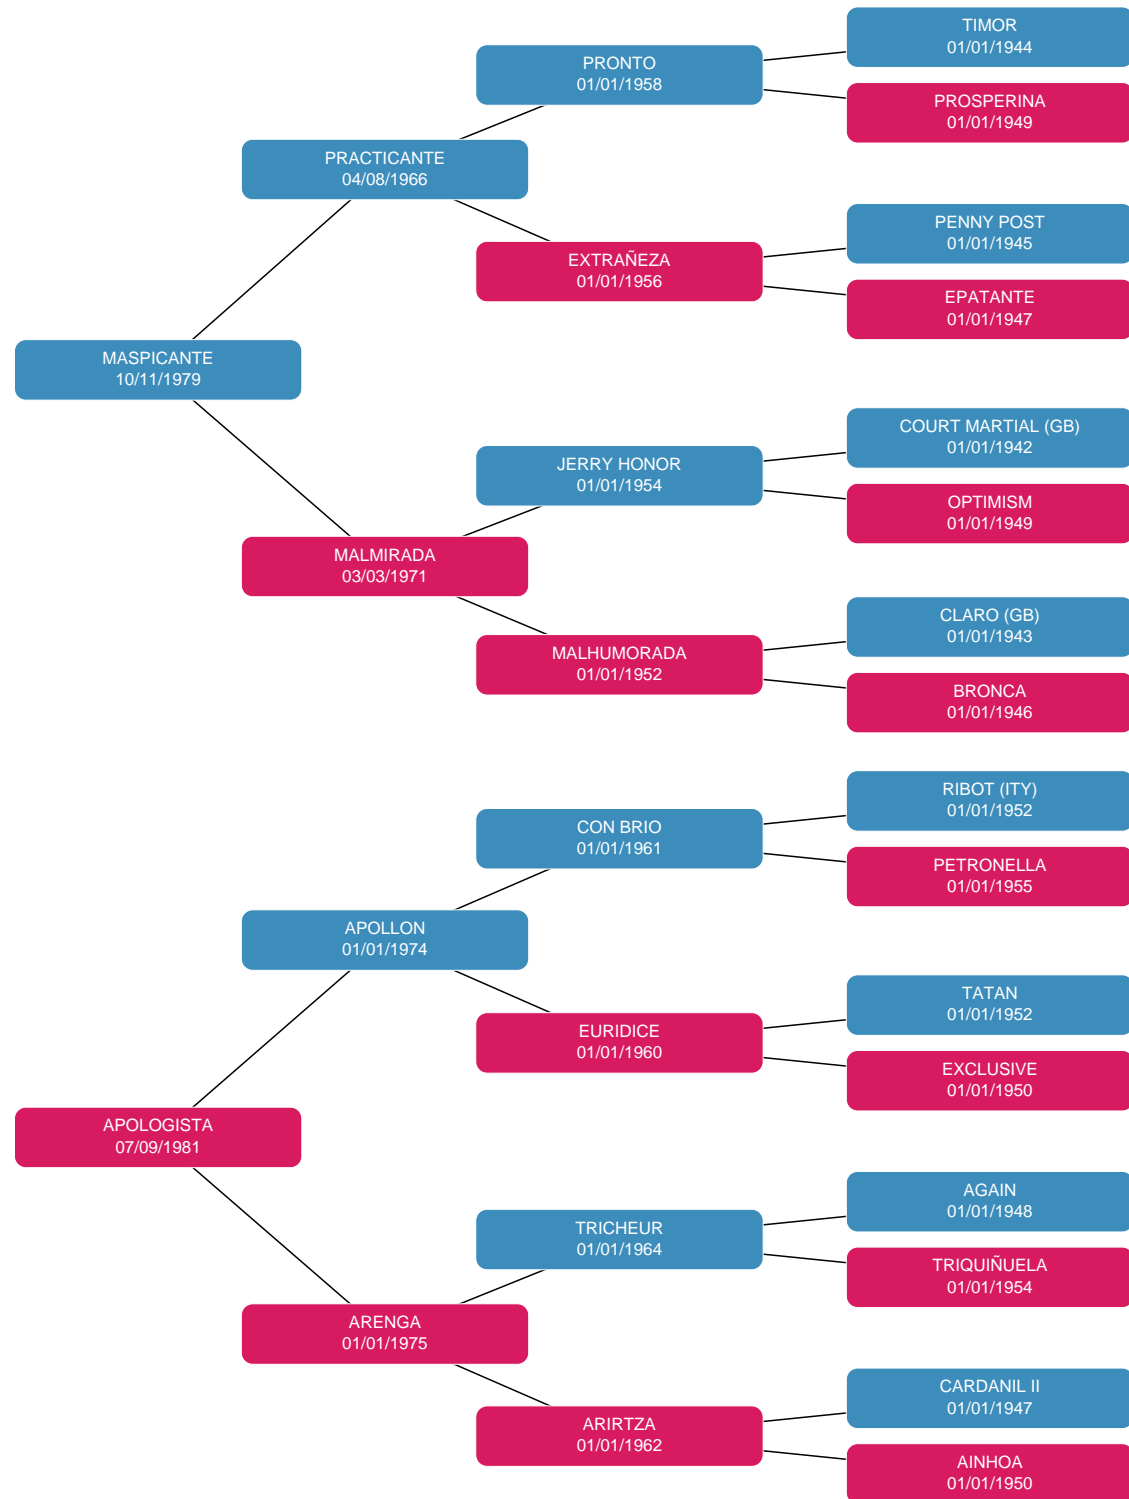 TIMOR
01/01/1944
PRONTO
01/01/1958
PROSPERINA
01/01/1949
PRACTICANTE
04/08/1966
PENNY POST
01/01/1945
EXTRAÑEZA
01/01/1956
EPATANTE
01/01/1947
MASPICANTE
10/11/1979
COURT MARTIAL (GB)
01/01/1942
JERRY HONOR
01/01/1954
OPTIMISM
01/01/1949
MALMIRADA
03/03/1971
CLARO (GB)
01/01/1943
MALHUMORADA
01/01/1952
BRONCA
01/01/1946
RIBOT (ITY)
01/01/1952
CON BRIO
01/01/1961
PETRONELLA
01/01/1955
APOLLON
01/01/1974
TATAN
01/01/1952
EURIDICE
01/01/1960
EXCLUSIVE
01/01/1950
APOLOGISTA
07/09/1981
AGAIN
01/01/1948
TRICHEUR
01/01/1964
TRIQUIÑUELA
01/01/1954
ARENGA
01/01/1975
CARDANIL II
01/01/1947
ARIRTZA
01/01/1962
AINHOA
01/01/1950